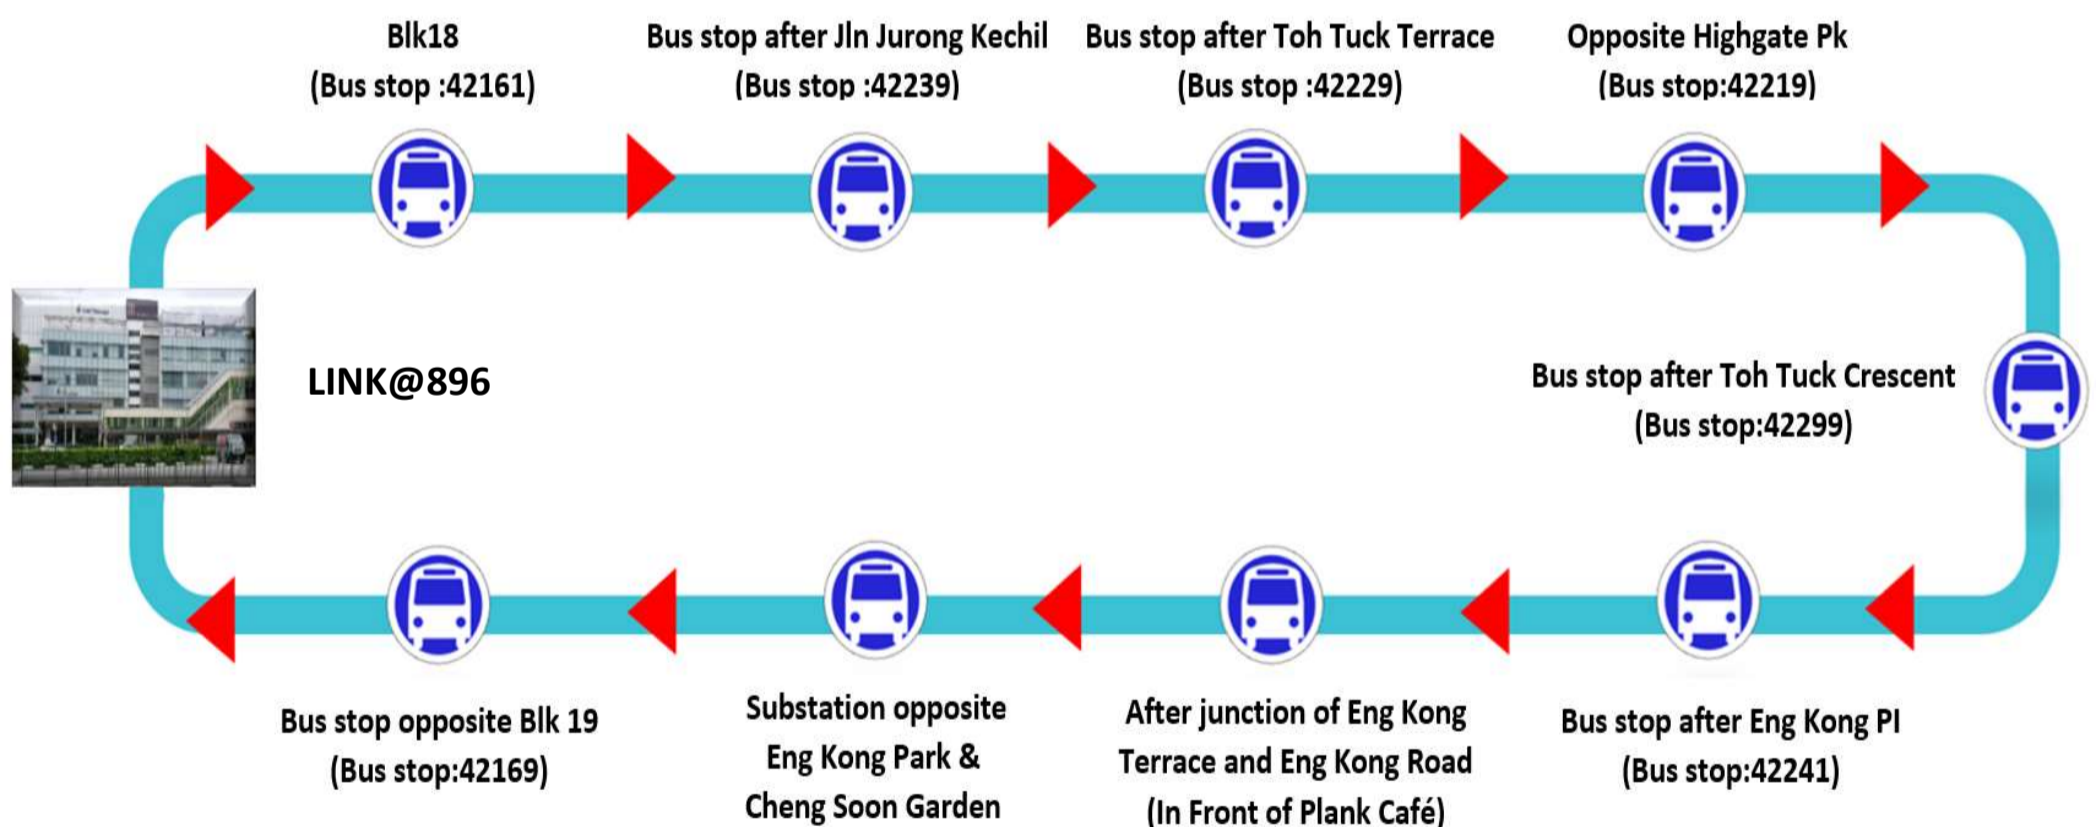 Blk18
(Bus stop :42161)
Bus stop after Jln Jurong Kechil
(Bus stop :42239)
Bus stop after Toh Tuck Terrace
(Bus stop :42229)
Opposite Highgate Pk
(Bus stop:42219)
LINK@896
Bus stop after Toh Tuck Crescent
(Bus stop:42299)
Bus stop opposite Blk 19
(Bus stop:42169)
Substation opposite
Eng Kong Park &
Cheng Soon Garden
After junction of Eng Kong
Terrace and Eng Kong Road
(In Front of Plank Café)
Bus stop after Eng Kong Pl
(Bus stop:42241)